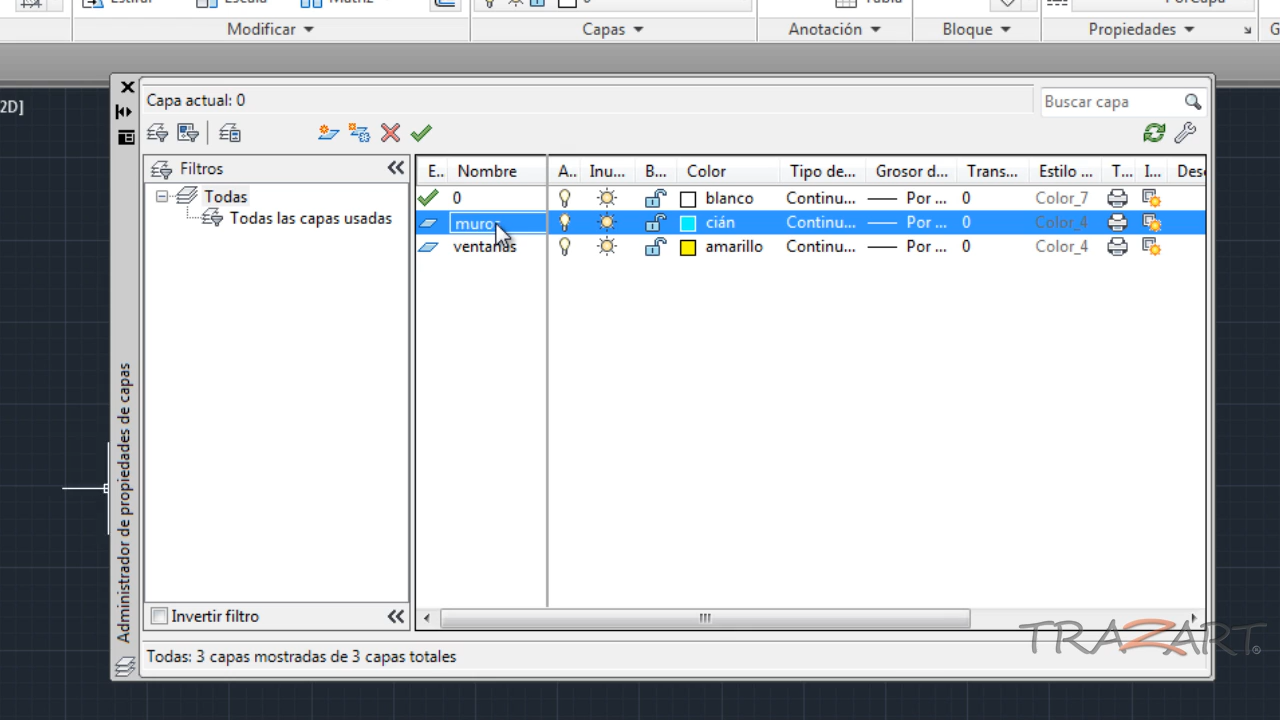 Modificar
Capas
Anotación
Bloque
Propiedades
2D]
Capa actual: 0
Buscar capa
Filtros
Todas
Todas las capas usadas
E.. Nombre A.. Inu... B... Color Tipo de... Grosor d... Trans... Estilo ... T... I...
0 blanco Continu... Por ... 0 Color_7
muros cián Continu... Por ... 0 Color_4
ventanas amarillo Continu... Por ... 0 Color_4
Invertir filtro
Todas: 3 capas mostradas de 3 capas totales
Administrador de propiedades de capas
TRAZART®